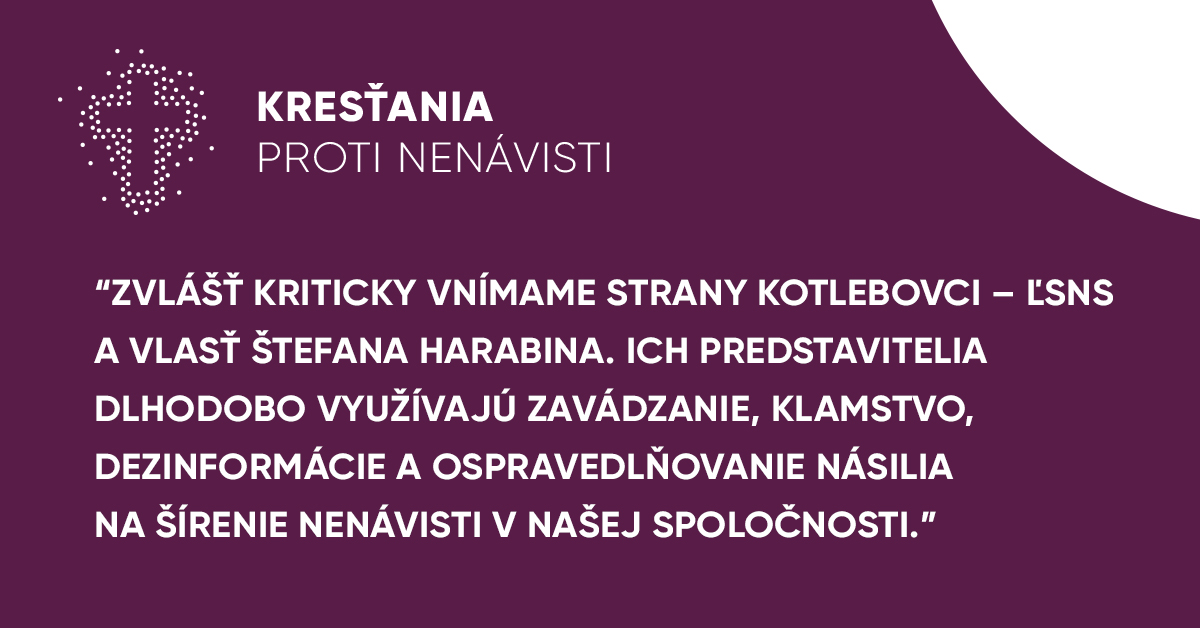 KRESŤANIA
PROTI NENÁVISTI
“ZVLÁŠŤ KRITICKY VNÍMAME STRANY KOTLEBOVCI – ĽSNS
A VLASŤ ŠTEFANA HARABINA. ICH PREDSTAVITELIA
DLHODOBO VYUŽÍVAJÚ ZAVÁDZANIE, KLAMSTVO,
DEZINFORMÁCIE A OSPRAVEDLŇOVANIE NÁSILIA
NA ŠÍRENIE NENÁVISTI V NAŠEJ SPOLOČNOSTI.”